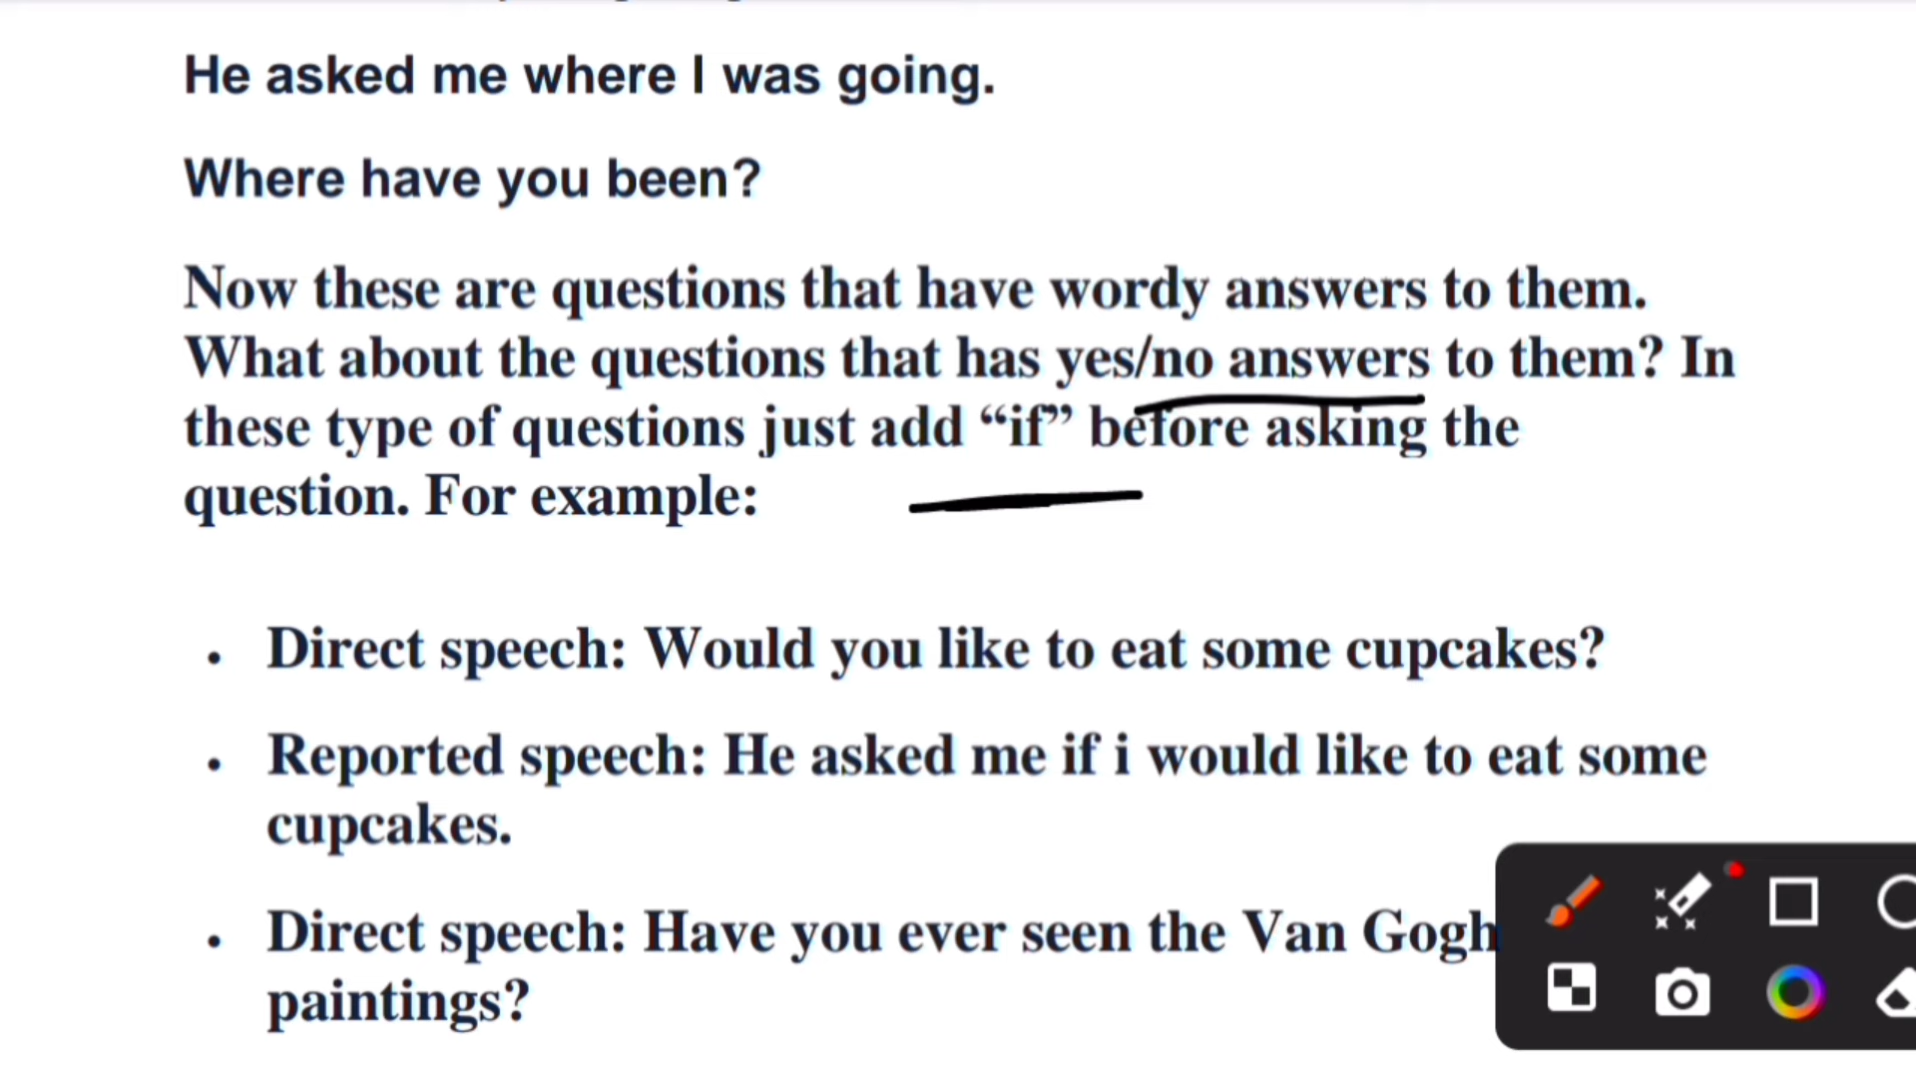 He asked me where I was going.
Where have you been?
Now these are questions that have wordy answers to them.
What about the questions that has yes/no answers to them? In
these type of questions just add “if” before asking the
question. For example:
• Direct speech: Would you like to eat some cupcakes?
• Reported speech: He asked me if i would like to eat some
cupcakes.
• Direct speech: Have you ever seen the Van Gogh
paintings?